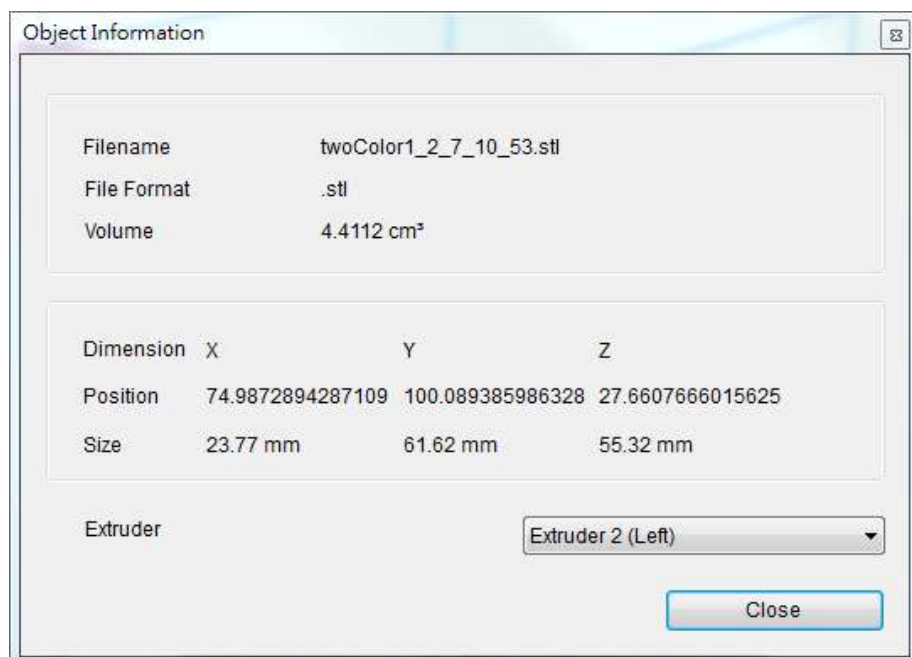 Object Information
Filename twoColor1_2_7_10_53.stl
File Format .stl
Volume 4.4112 cm³
Dimension X Y Z
Position 74.9872894287109 100.089385986328 27.6607666015625
Size 23.77 mm 61.62 mm 55.32 mm
Extruder Extruder 2 (Left)
Close